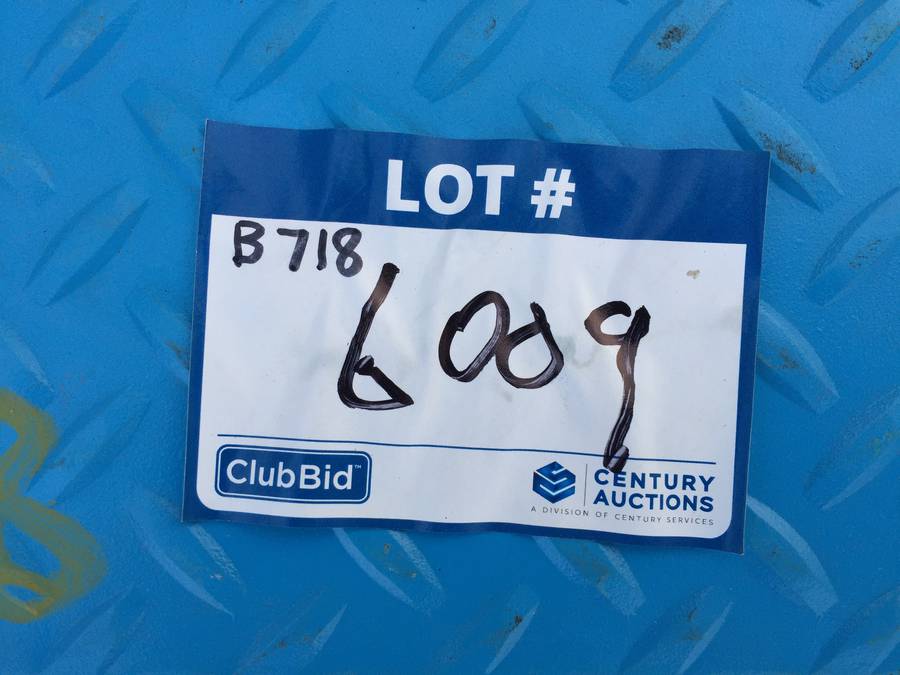 LOT #
B718
6009
ClubBid™
CENTURY
AUCTIONS
A DIVISION OF CENTURY SERVICES